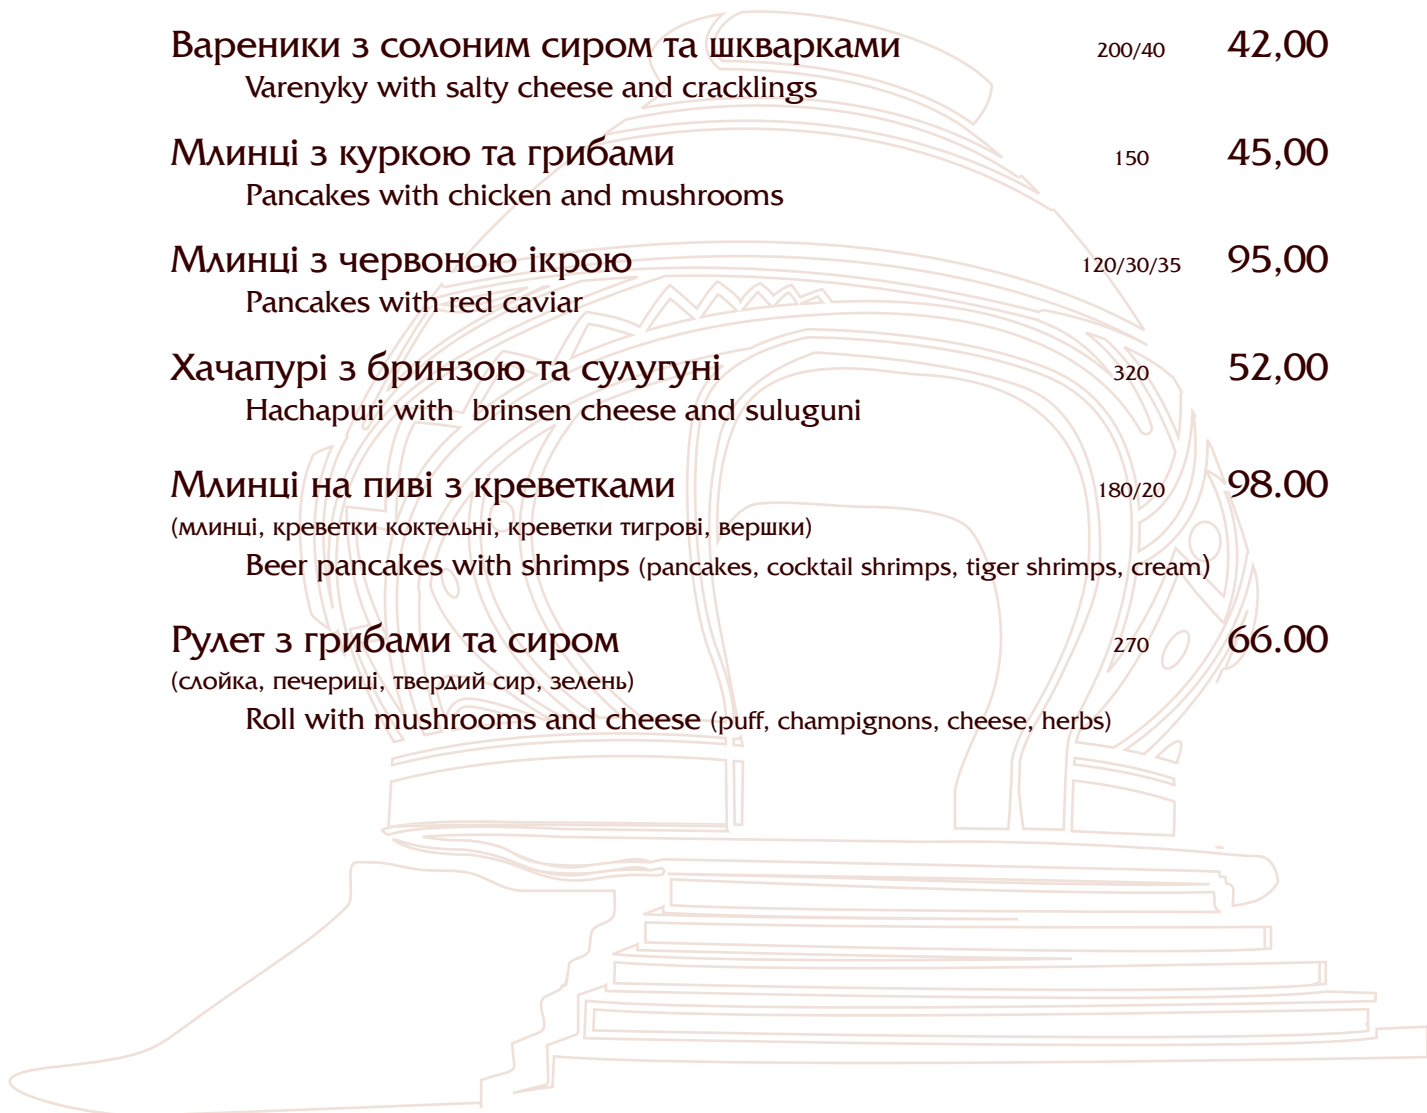 Вареники з солоним сиром та шкварками 200/40 42,00
Varenyky with salty cheese and cracklings
Млинці з куркою та грибами 150 45,00
Pancakes with chicken and mushrooms
Млинці з червоною ікрою 120/30/35 95,00
Pancakes with red caviar
Хачапурі з бринзою та сулугуні 320 52,00
Hachapuri with brinsen cheese and suluguni
Млинці на пиві з креветками 180/20 98.00
(млинці, креветки коктельні, креветки тигрові, вершки)
Beer pancakes with shrimps (pancakes, cocktail shrimps, tiger shrimps, cream)
Рулет з грибами та сиром 270 66.00
(слойка, печериці, твердий сир, зелень)
Roll with mushrooms and cheese (puff, champignons, cheese, herbs)